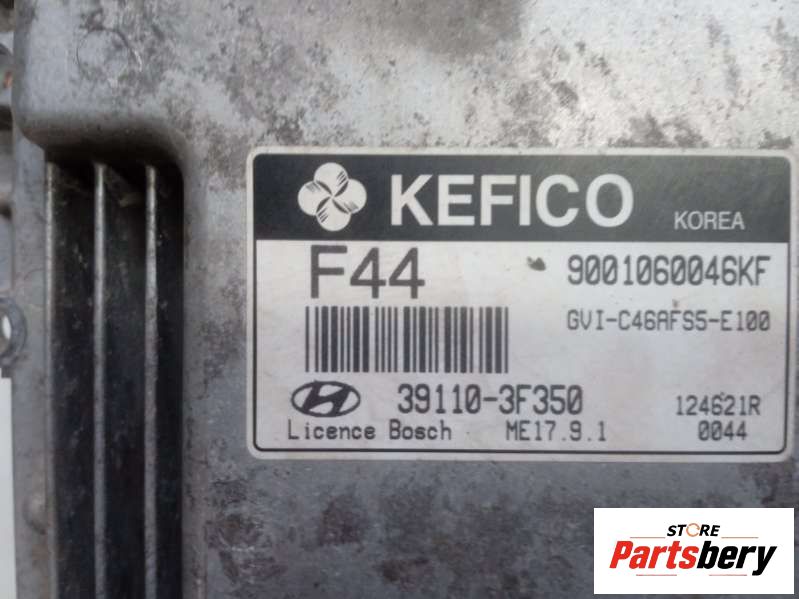 KEFICO KOREA
F44 9001060046KF
GVI-C46AFS5-E100
39110-3F350 124621R
Licence Bosch ME17.9.1 0044
STORE
Partsbery